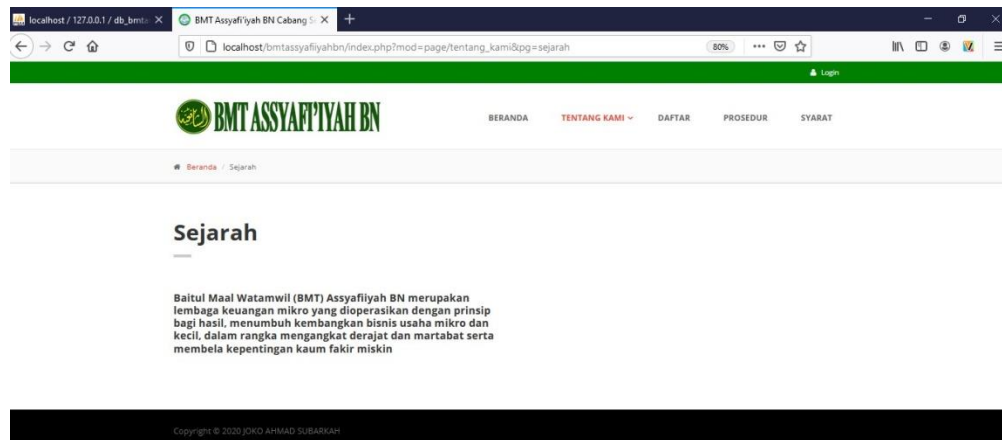 localhost / 127.0.0.1 / db_bmta
BMT Assyafi'iyah BN Cabang S
localhost/bmtassyafiiyahbn/index.php?mod=page/tentang_kami&pg=sejarah
80%
Login
BMT ASSYAFI'IYAH BN
BERANDA TENTANG KAMI DAFTAR PROSEDUR SYARAT
Beranda / Sejarah
Sejarah
Baitul Maal Watamwil (BMT) Assyafiiyah BN merupakan
lembaga keuangan mikro yang dioperasikan dengan prinsip
bagi hasil, menumbuh kembangkan bisnis usaha mikro dan
kecil, dalam rangka mengangkat derajat dan martabat serta
membela kepentingan kaum fakir miskin
Copyright © 2020 JOKO AHMAD SUBARKAH